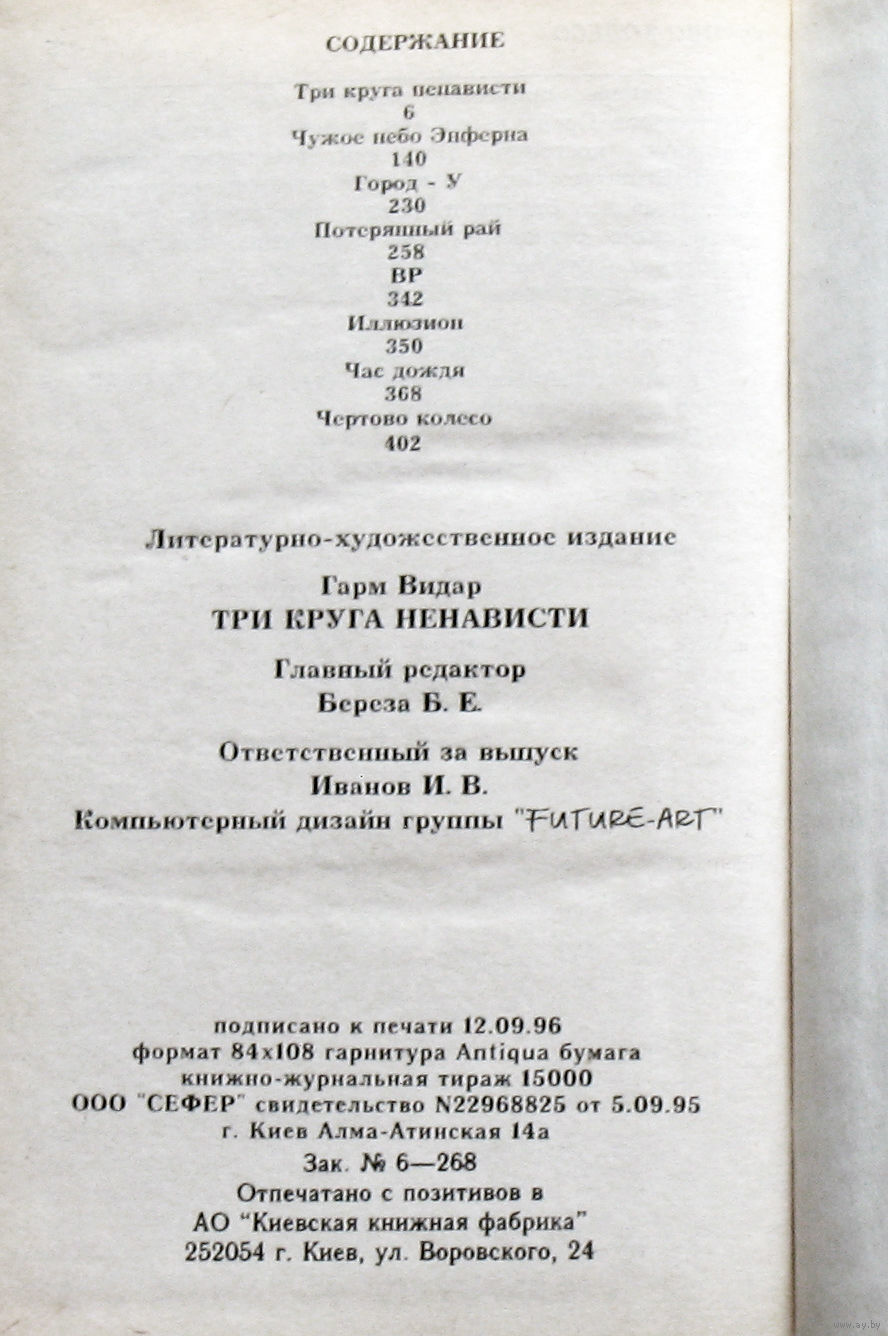 СОДЕРЖАНИЕ
Три круга ненависти
6
Чужое небо Энферна
140
Город - У
230
Потерянный рай
258
ВР
342
Иллюзион
350
Час дождя
368
Чертово колесо
402
Литературно-художественное издание
Гарм Видар
ТРИ КРУГА НЕНАВИСТИ
Главный редактор
Береза Б. Е.
Ответственный за выпуск
Иванов И. В.
Компьютерный дизайн группы "FUTURE-ART"
подписано к печати 12.09.96
формат 84х108 гарнитура Antiqua бумага
книжно-журнальная тираж 15000
ООО "СЕФЕР" свидетельство N22968825 от 5.09.95
г. Киев Алма-Атинская 14а
Зак. № 6—268
Отпечатано с позитивов в
АО "Киевская книжная фабрика"
252054 г. Киев, ул. Воровского, 24
www.ay.by